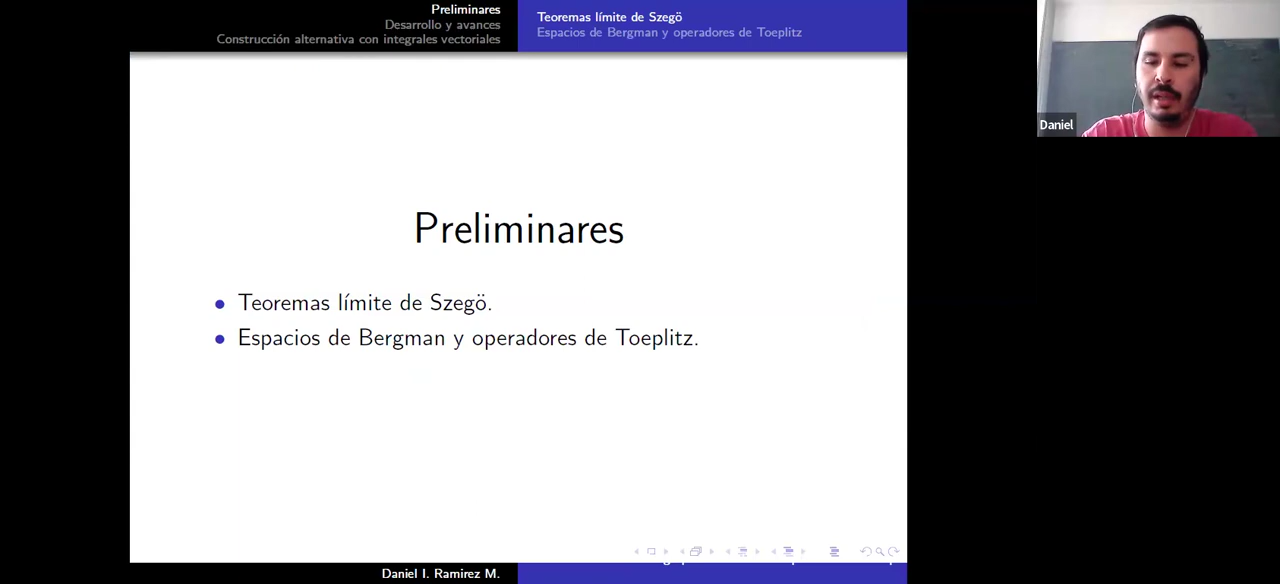 Preliminares
Desarrollo y avances
Construcción alternativa con integrales vectoriales
Teoremas límite de Szegö
Espacios de Bergman y operadores de Toeplitz
Daniel
Preliminares
Teoremas límite de Szegö.
Espacios de Bergman y operadores de Toeplitz.
Daniel I. Ramirez M.